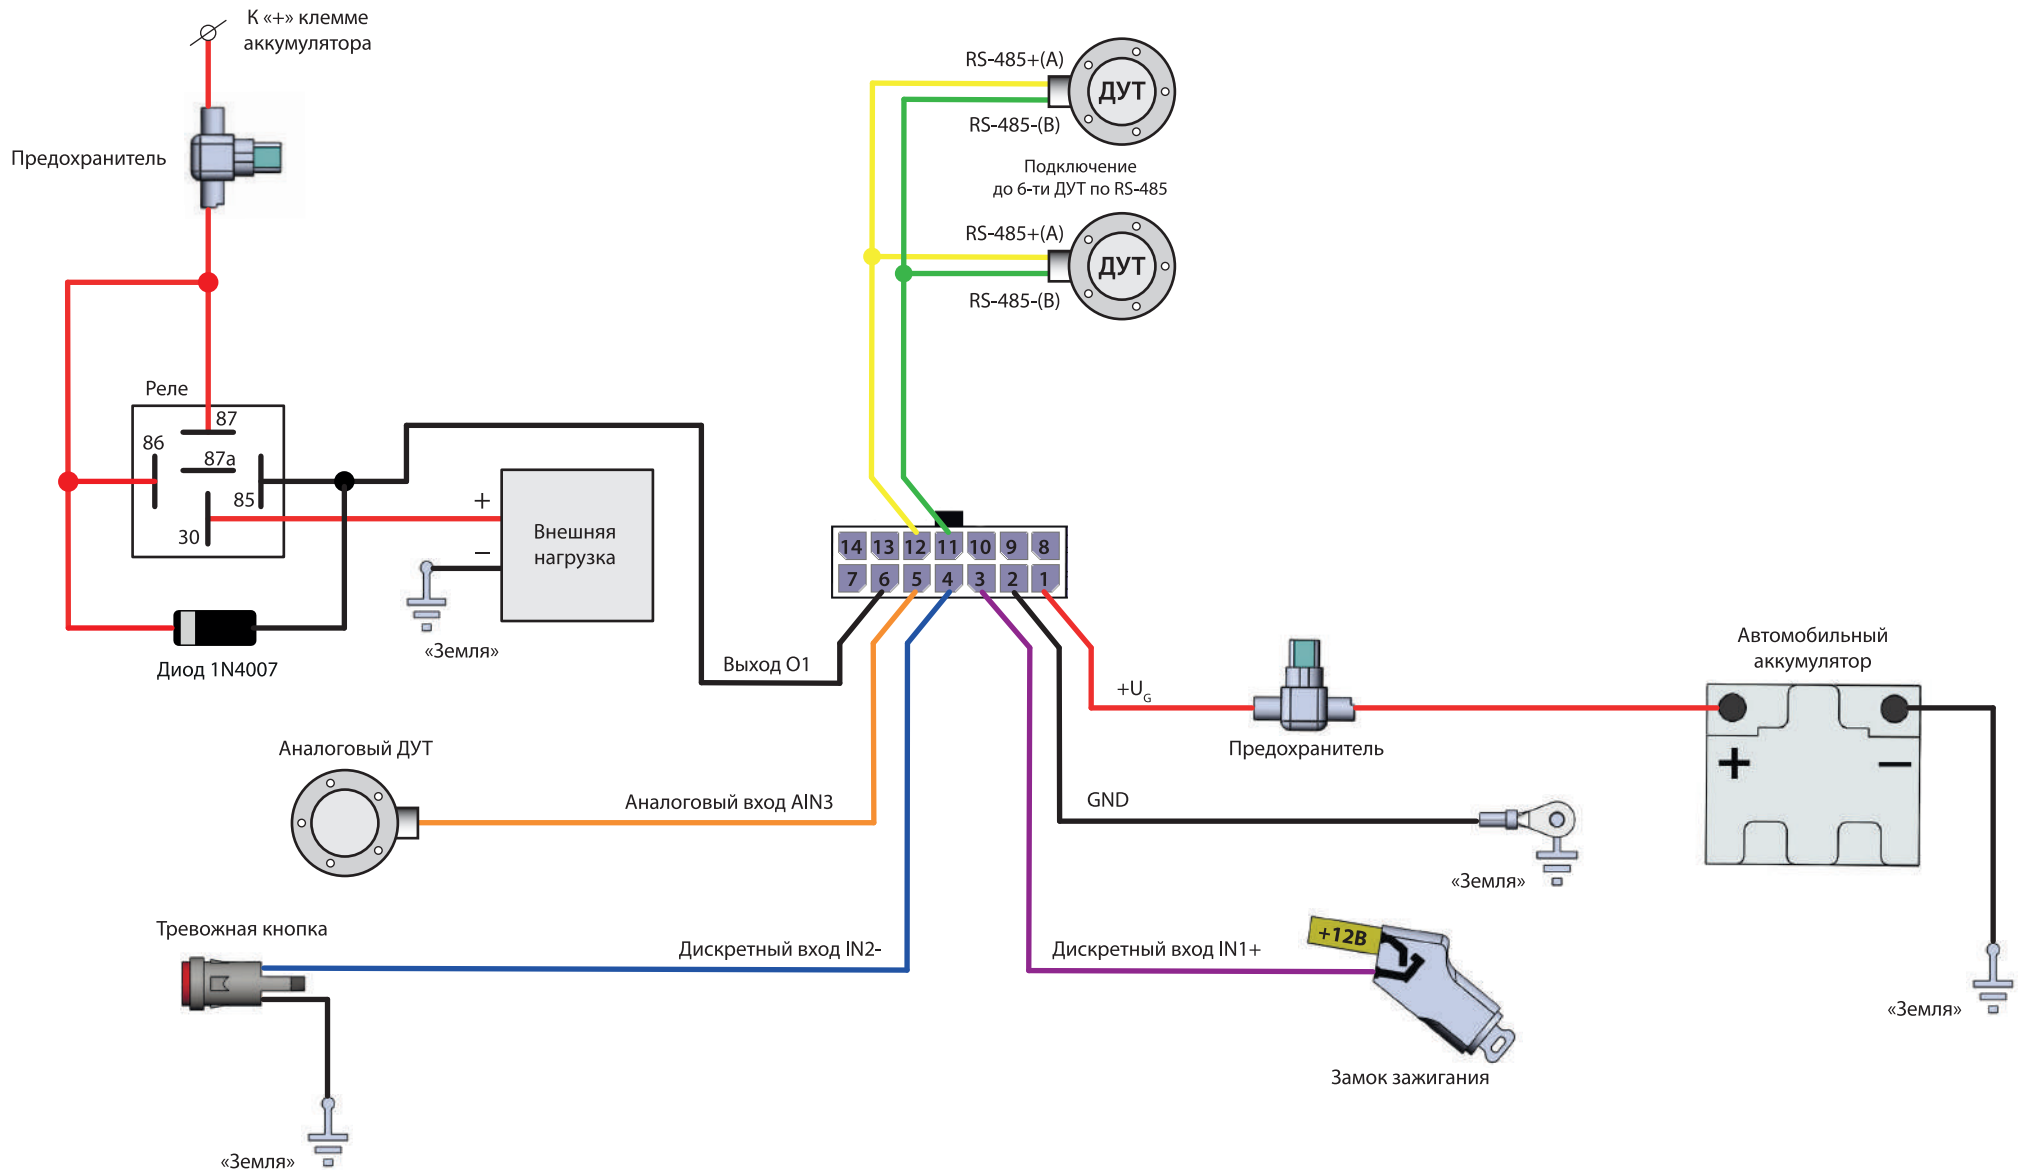 К «+» клемме
аккумулятора
Предохранитель
RS-485+(A)
ДУТ
RS-485-(B)
Подключение
до 6-ти ДУТ по RS-485
RS-485+(A)
ДУТ
RS-485-(B)
Реле
87
86
87a
85
30
+
−
Внешняя
нагрузка
«Земля»
Диод 1N4007
14 13 12 11 10 9 8
7 6 5 4 3 2 1
Выход O1
+U_G
Предохранитель
Автомобильный
аккумулятор
+ −
Аналоговый ДУТ
Аналоговый вход AIN3
GND
«Земля»
Тревожная кнопка
Дискретный вход IN2-
Дискретный вход IN1+
+12В
Замок зажигания
«Земля»
«Земля»